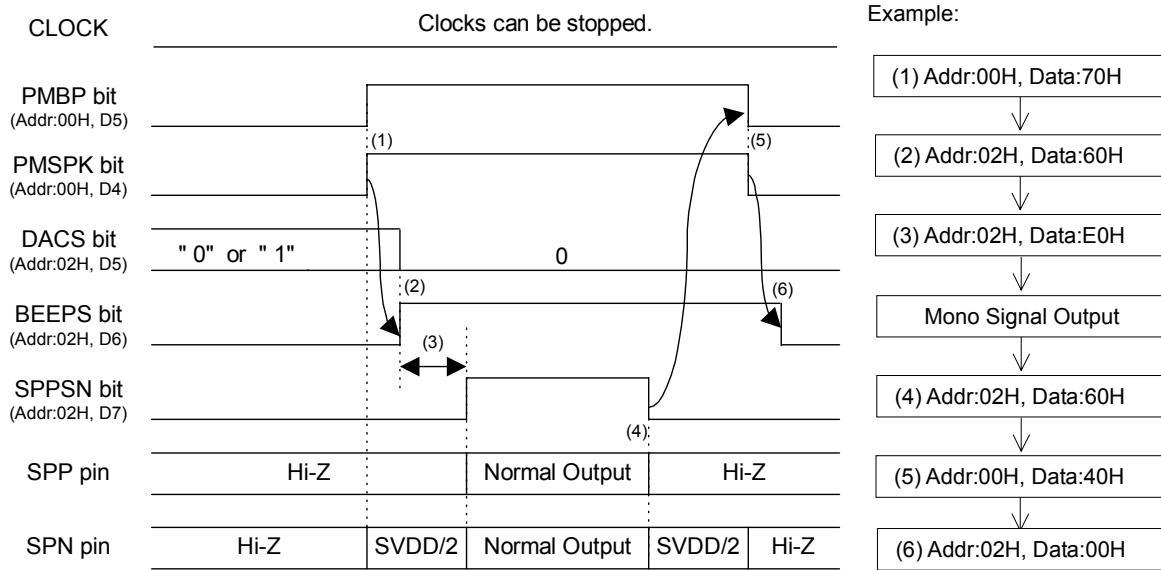 CLOCK
Clocks can be stopped.
Example:
PMBP bit
(Addr:00H, D5)
(1)
(5)
PMSPK bit
(Addr:00H, D4)
DACS bit
(Addr:02H, D5)
" 0" or " 1"
0
(2)
(6)
BEEPS bit
(Addr:02H, D6)
(3)
SPPSN bit
(Addr:02H, D7)
(4)
SPP pin
Hi-Z
Normal Output
Hi-Z
SPN pin
Hi-Z
SVDD/2
Normal Output
SVDD/2
Hi-Z
(1) Addr:00H, Data:70H
(2) Addr:02H, Data:60H
(3) Addr:02H, Data:E0H
Mono Signal Output
(4) Addr:02H, Data:60H
(5) Addr:00H, Data:40H
(6) Addr:02H, Data:00H